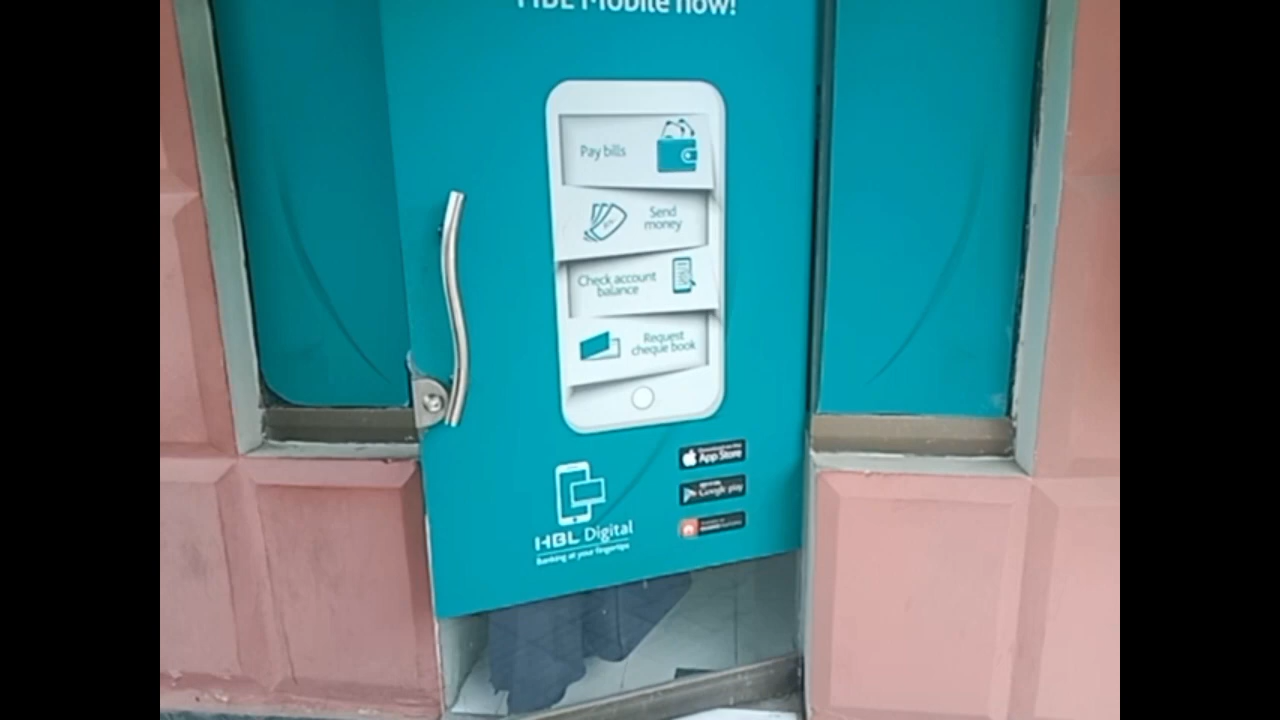 HBL Mobile now!
Pay bills
Send
money
Check account
balance
Request
cheque book
App Store
Google play
HBL Digital
Banking at your fingertips